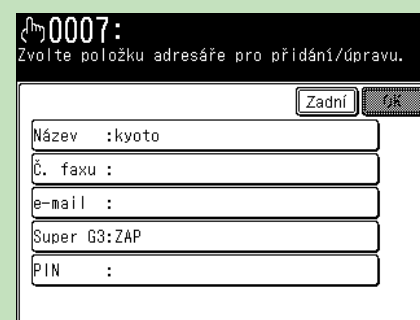 0007:
Zvolte položku adresáře pro přidání/úpravu.
Zadní OK
Název :kyoto
Č. faxu :
e-mail :
Super G3:ZAP
PIN :